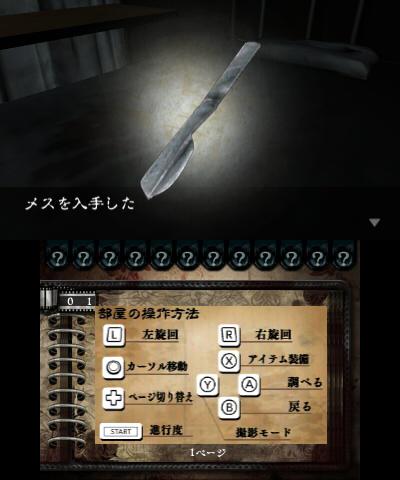 メスを入手した
? ? ? ? ? ? ? ? ? ? ? ?
0 1
部屋の操作方法
L 左旋回 R 右旋回
カーソル移動 X アイテム装備
Y A 調べる
ページ切り替え B 戻る
START 進行度 撮影モード
1ページ